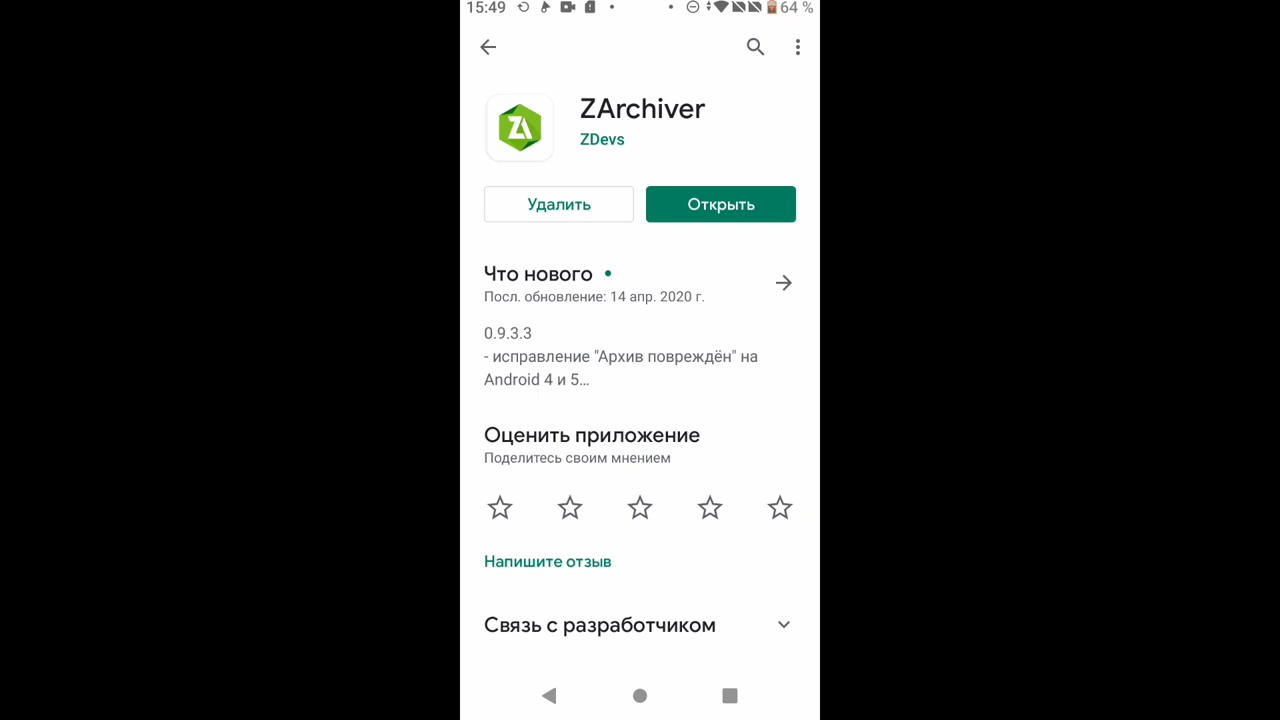 15:49
64 %
ZArchiver
ZDevs
Удалить
Открыть
Что нового
Посл. обновление: 14 апр. 2020 г.
0.9.3.3
- исправление "Архив повреждён" на
Android 4 и 5…
Оценить приложение
Поделитесь своим мнением
Напишите отзыв
Связь с разработчиком